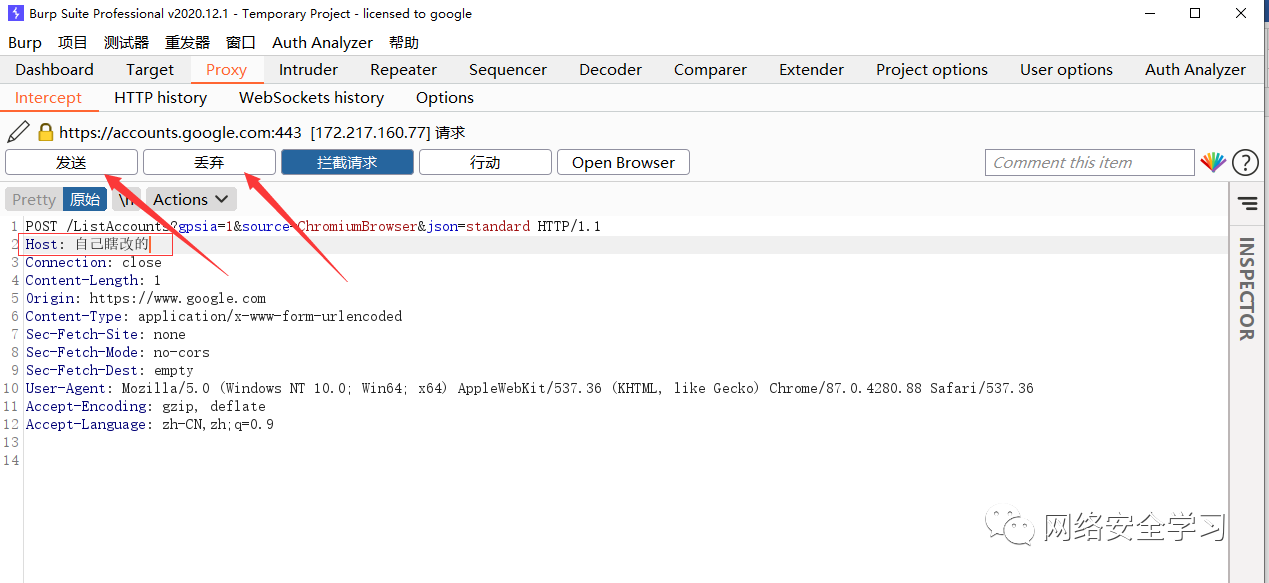 Burp Suite Professional v2020.12.1 - Temporary Project - licensed to google
Burp 项目 测试器 重发器 窗口 Auth Analyzer 帮助
Dashboard Target Proxy Intruder Repeater Sequencer Decoder Comparer Extender Project options User options Auth Analyzer
Intercept HTTP history WebSockets history Options
https://accounts.google.com:443 [172.217.160.77] 请求
发送 丢弃 拦截请求 行动 Open Browser Comment this item ?
Pretty 原始 \n Actions
1 POST /ListAccounts?gpsia=1&source=ChromiumBrowser&json=standard HTTP/1.1
2 Host: 自己瞎改的
3 Connection: close
4 Content-Length: 1
5 Origin: https://www.google.com
6 Content-Type: application/x-www-form-urlencoded
7 Sec-Fetch-Site: none
8 Sec-Fetch-Mode: no-cors
9 Sec-Fetch-Dest: empty
10 User-Agent: Mozilla/5.0 (Windows NT 10.0; Win64; x64) AppleWebKit/537.36 (KHTML, like Gecko) Chrome/87.0.4280.88 Safari/537.36
11 Accept-Encoding: gzip, deflate
12 Accept-Language: zh-CN,zh;q=0.9
13
14
INSPECTOR
网络安全学习